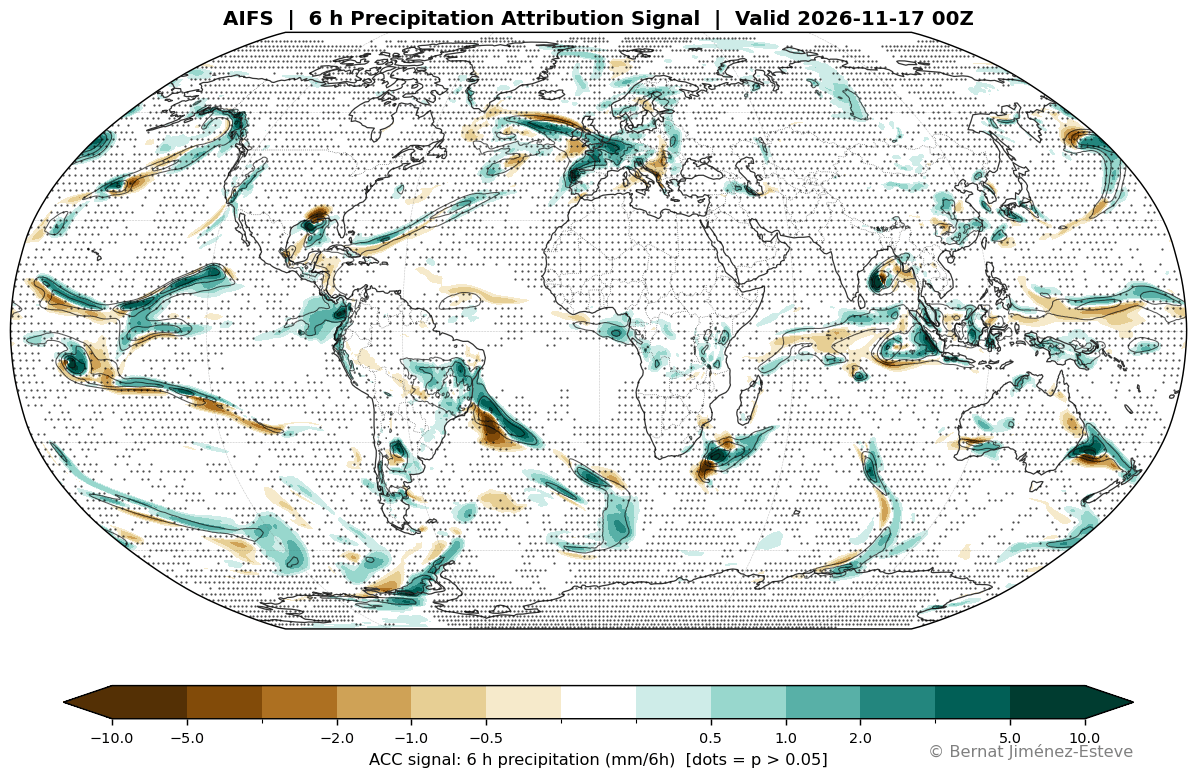 AIFS | 6 h Precipitation Attribution Signal | Valid 2026-11-17 00Z
−10.0 −5.0 −2.0 −1.0 −0.5 0.5 1.0 2.0 5.0 10.0
ACC signal: 6 h precipitation (mm/6h) [dots = p > 0.05]
© Bernat Jiménez-Esteve